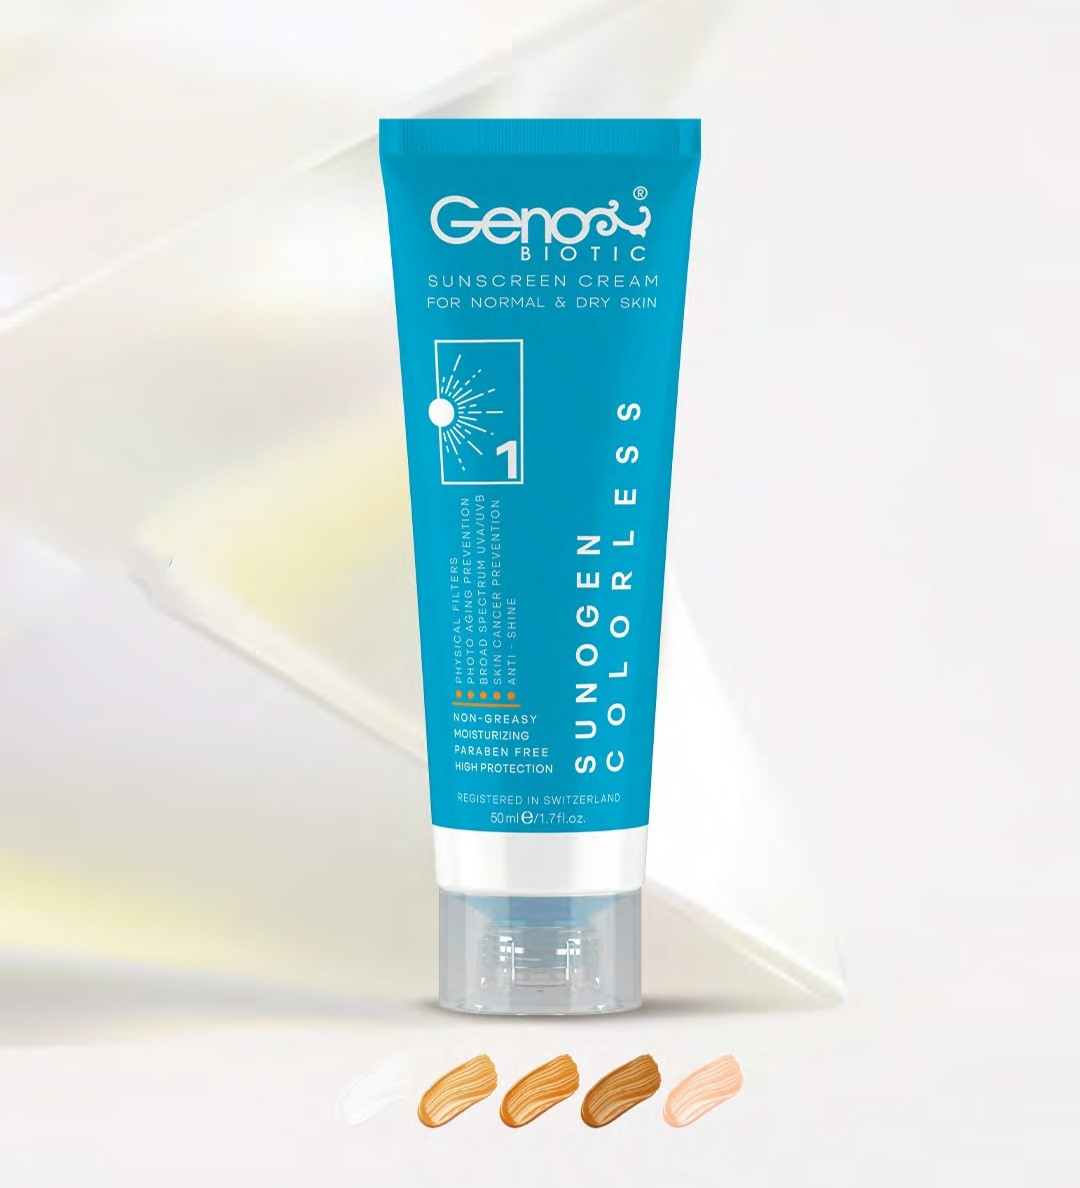 Geno ®
BIOTIC
SUNSCREEN CREAM
FOR NORMAL & DRY SKIN
1
PHYSICAL FILTERS
PHOTO AGING PREVENTION
BROAD SPECTRUM UVA/UVB
SKIN CANCER PREVENTION
ANTI - SHINE
NON-GREASY
MOISTURIZING
PARABEN FREE
HIGH PROTECTION
SUNOGEN
COLORLESS
REGISTERED IN SWITZERLAND
50 ml e/1.7fl.oz.